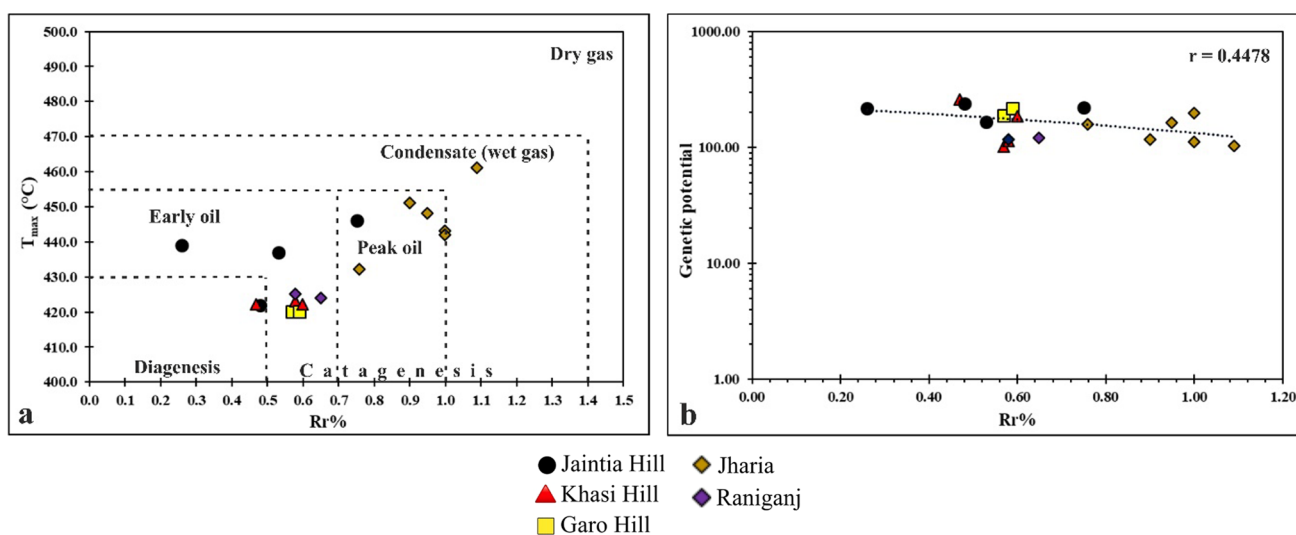 500.0
490.0
480.0
470.0
460.0
450.0
440.0
430.0
420.0
410.0
400.0
Tmax (°C)
Dry gas
Condensate (wet gas)
Early oil
Peak oil
Diagenesis
Catagenesis
0.0 0.1 0.2 0.3 0.4 0.5 0.6 0.7 0.8 0.9 1.0 1.1 1.2 1.3 1.4 1.5
Rr%
a
1000.00
100.00
10.00
1.00
Genetic potential
r = 0.4478
0.00 0.20 0.40 0.60 0.80 1.00 1.20
Rr%
b
Jaintia Hill
Khasi Hill
Garo Hill
Jharia
Raniganj